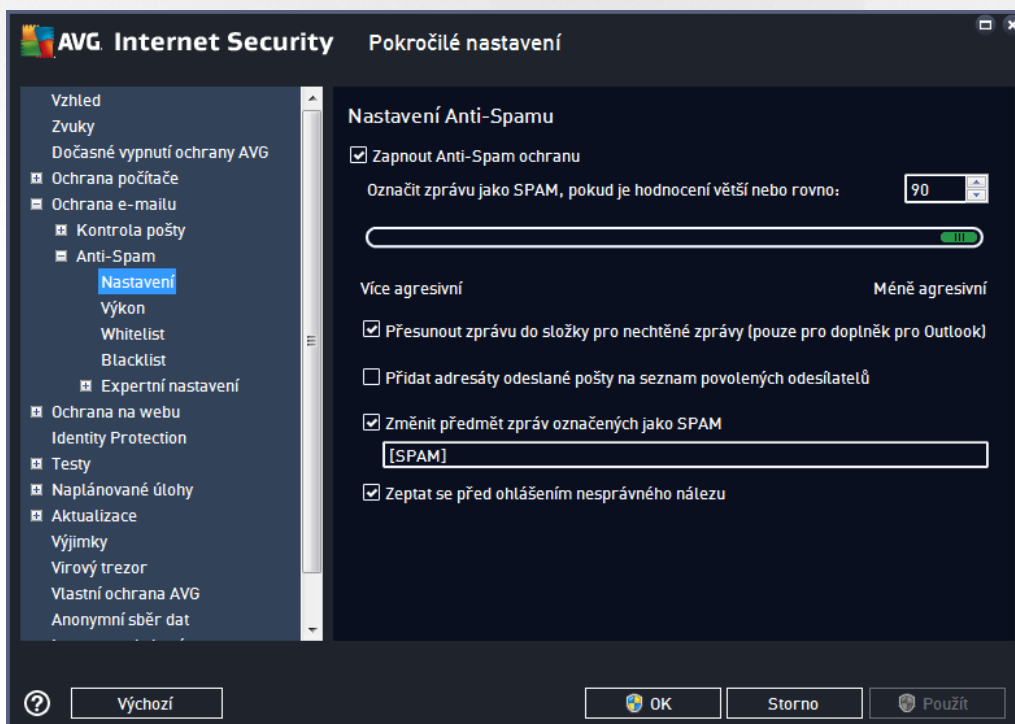 AVG. Internet Security Pokročilé nastavení
Vzhled
Zvuky
Dočasné vypnutí ochrany AVG
Ochrana počítače
Ochrana e-mailu
Kontrola pošty
Anti-Spam
Nastavení
Výkon
Whitelist
Blacklist
Expertní nastavení
Ochrana na webu
Identity Protection
Testy
Naplánované úlohy
Aktualizace
Výjimky
Virový trezor
Vlastní ochrana AVG
Anonymní sběr dat
Nastavení Anti-Spamu
Zapnout Anti-Spam ochranu
Označit zprávu jako SPAM, pokud je hodnocení větší nebo rovno: 90
Více agresivní Méně agresivní
Přesunout zprávu do složky pro nechtěné zprávy (pouze pro doplněk pro Outlook)
Přidat adresáty odeslané pošty na seznam povolených odesílatelů
Změnit předmět zpráv označených jako SPAM
[SPAM]
Zeptat se před ohlášením nesprávného nálezu
? Výchozí OK Storno Použít